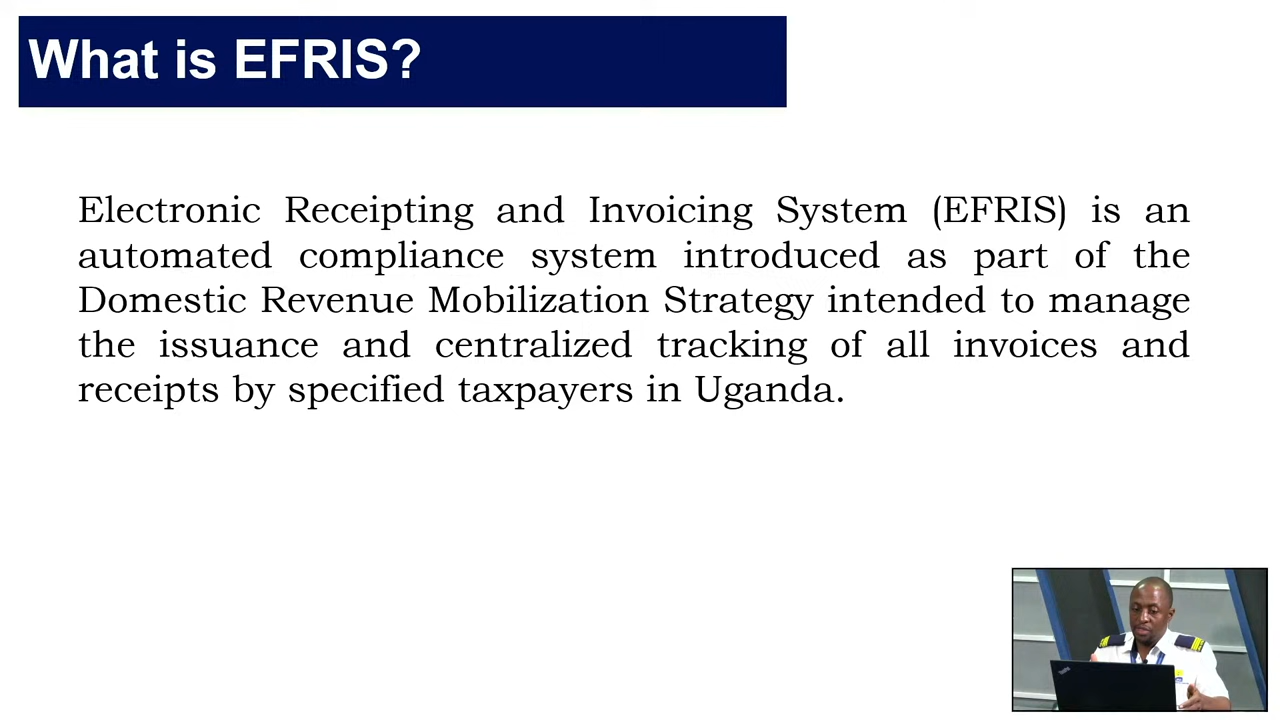 What is EFRIS?
Electronic Receipting and Invoicing System (EFRIS) is an
automated compliance system introduced as part of the
Domestic Revenue Mobilization Strategy intended to manage
the issuance and centralized tracking of all invoices and
receipts by specified taxpayers in Uganda.